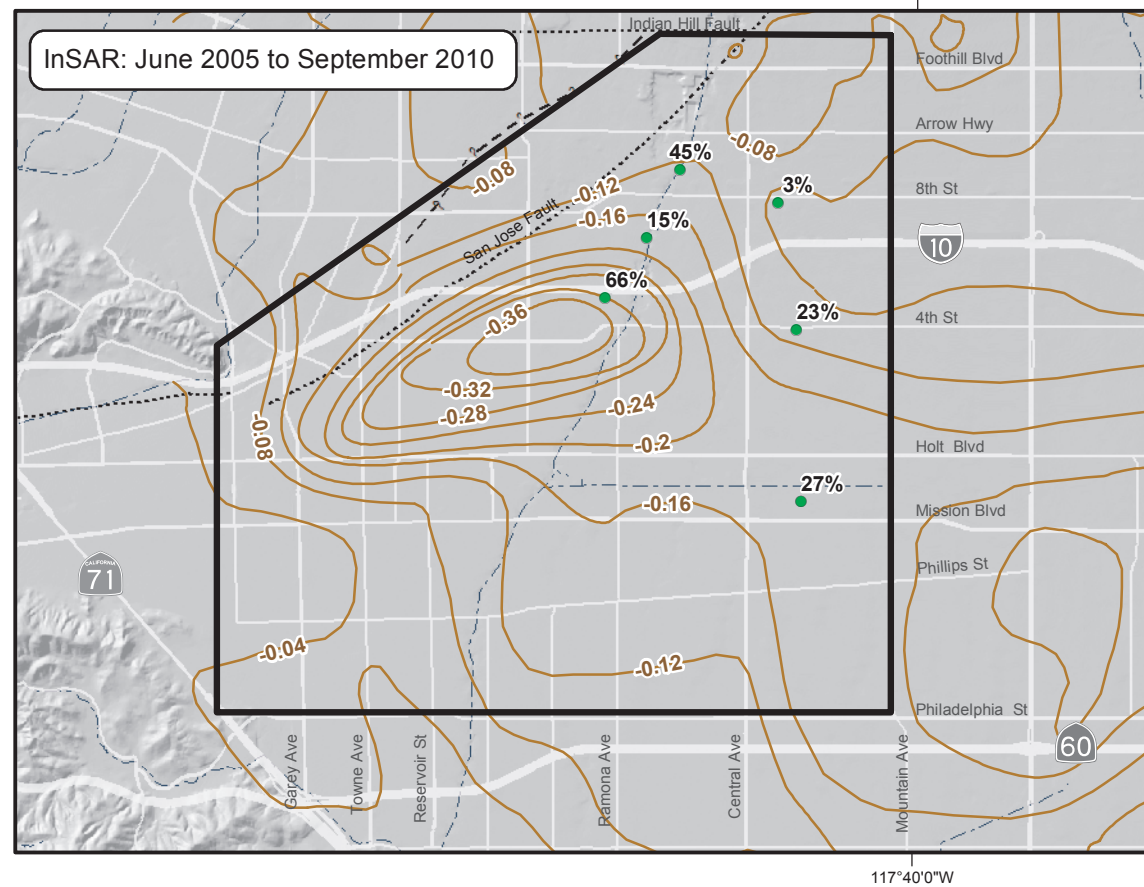 Indian Hill Fault
InSAR: June 2005 to September 2010
Foothill Blvd
Arrow Hwy
-0.08
45%
-0.08
3%
8th St
-0.12
-0.16
15%
San Jose Fault
10
66%
-0.36
23%
4th St
-0.32
-0.28
-0.24
-0.08
-0.2
Holt Blvd
27%
-0.16
Mission Blvd
CALIFORNIA
71
Phillips St
-0.04
-0.12
Philadelphia St
60
Garey Ave
Towne Ave
Reservoir St
Ramona Ave
Central Ave
Mountain Ave
117°40'0"W